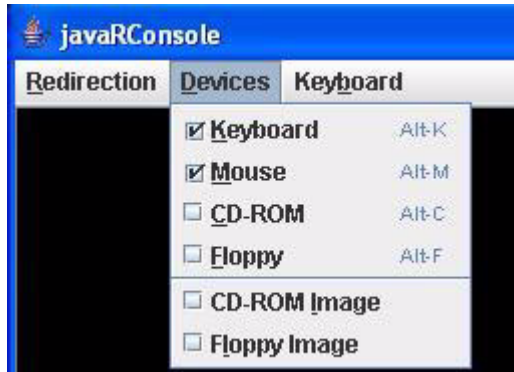 javaRConsole
Redirection Devices Keyboard
Keyboard Alt-K
Mouse Alt-M
CD-ROM Alt-C
Floppy Alt-F
CD-ROM Image
Floppy Image